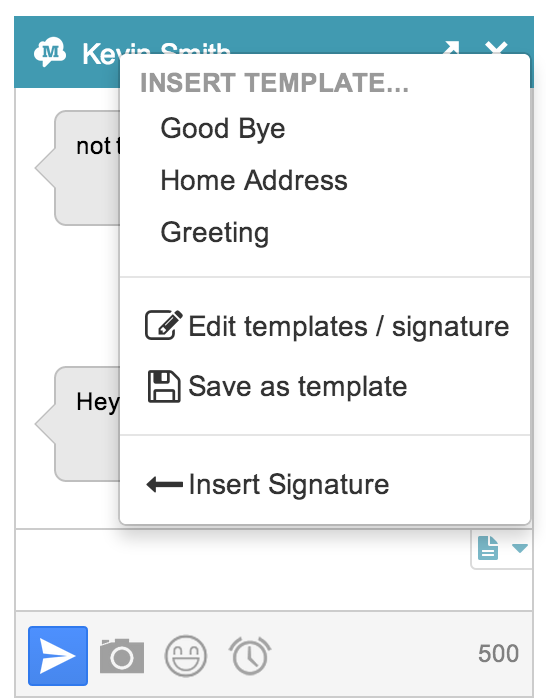 M Kevin Smith
INSERT TEMPLATE...
not
Good Bye
Home Address
Greeting
Edit templates / signature
Save as template
Hey
Insert Signature
500